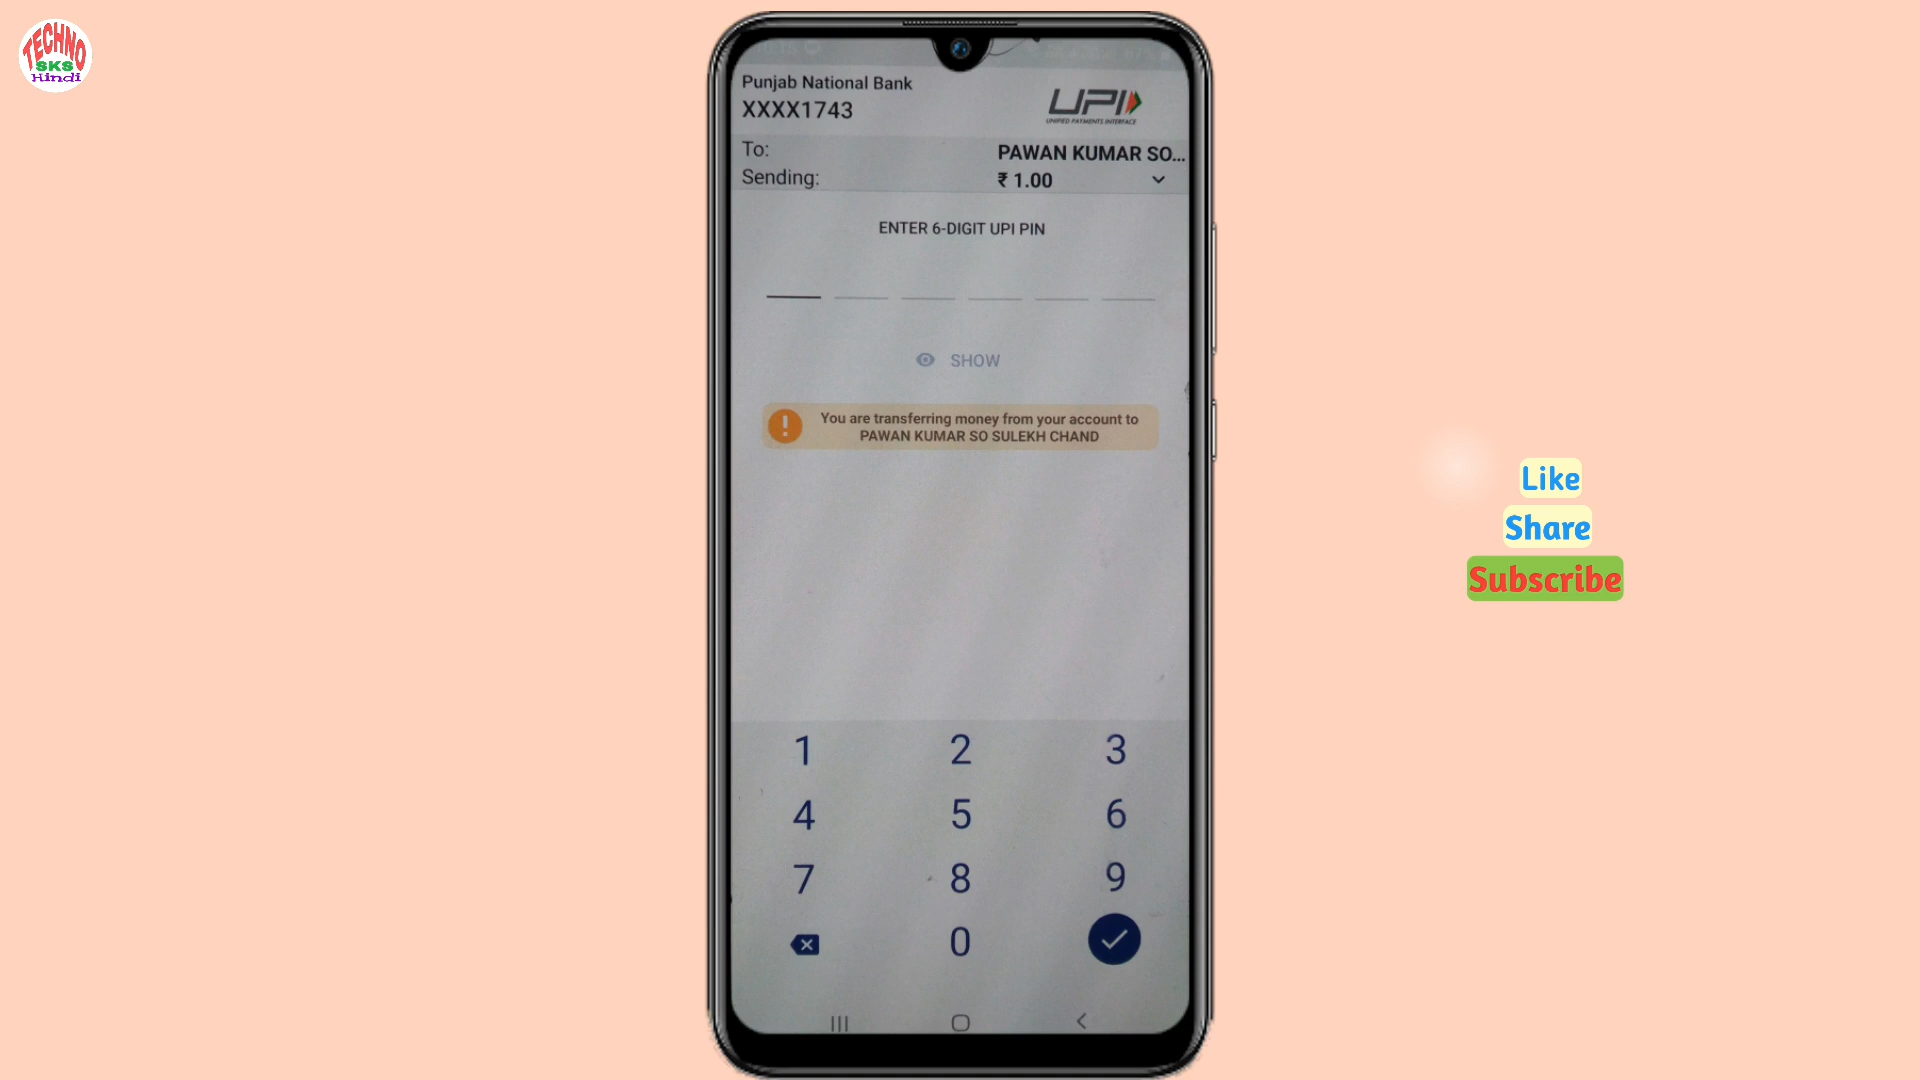 TECHNO
SKS
Hindi
Punjab National Bank
XXXX1743
UPI
UNIFIED PAYMENTS INTERFACE
To:
PAWAN KUMAR SO...
Sending:
₹ 1.00
ENTER 6-DIGIT UPI PIN
SHOW
You are transferring money from your account to
PAWAN KUMAR SO SULEKH CHAND
Like
Share
Subscribe
1 2 3
4 5 6
7 8 9
0